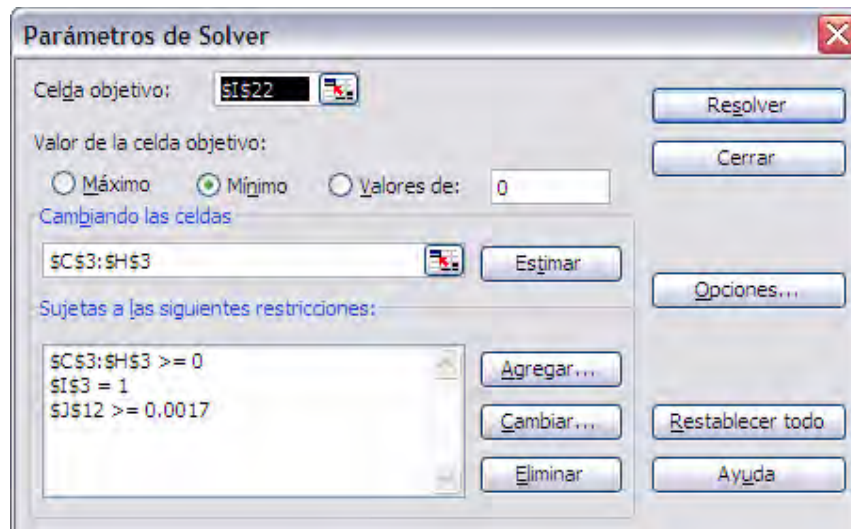 Parámetros de Solver
Celda objetivo: $I$22
Resolver
Valor de la celda objetivo:
Cerrar
Máximo Mínimo Valores de: 0
Cambiando las celdas
$C$3:$H$3 Estimar
Opciones...
Sujetas a las siguientes restricciones:
$C$3:$H$3 >= 0
$I$3 = 1
$J$12 >= 0.0017
Agregar...
Cambiar...
Restablecer todo
Eliminar
Ayuda